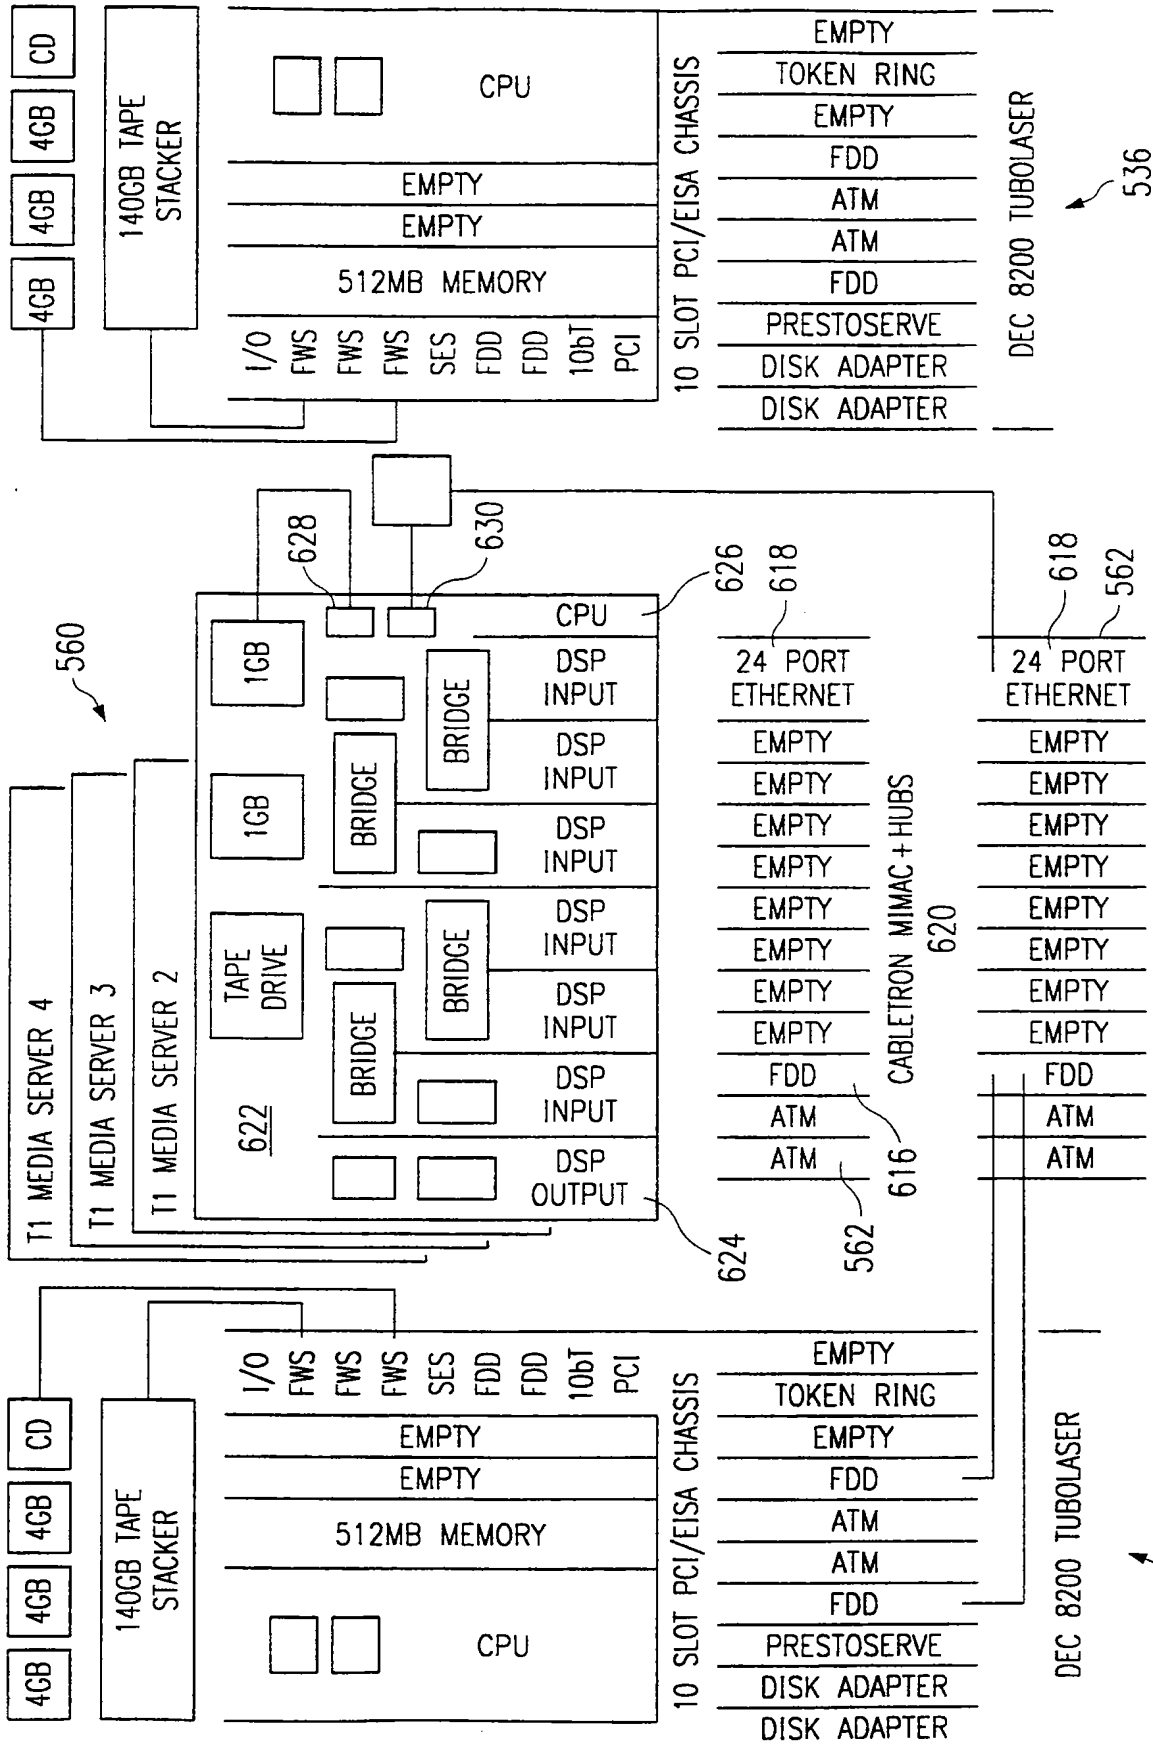 4GB
4GB
4GB
CD
140GB TAPE
STACKER
I/O
FWS
FWS
FWS
SES
FDD
FDD
10bT
PCI
EMPTY
EMPTY
512MB MEMORY
CPU
10 SLOT PCI/EISA CHASSIS
EMPTY
TOKEN RING
EMPTY
FDD
ATM
ATM
FDD
PRESTOSERVE
DISK ADAPTER
DISK ADAPTER
DEC 8200 TUBOLASER
T1 MEDIA SERVER 4
T1 MEDIA SERVER 3
T1 MEDIA SERVER 2
560
622
TAPE
DRIVE
1GB
1GB
628
630
BRIDGE
BRIDGE
BRIDGE
BRIDGE
CPU
DSP
INPUT
DSP
INPUT
DSP
INPUT
DSP
INPUT
DSP
INPUT
DSP
INPUT
DSP
OUTPUT
624
626
618
24 PORT
ETHERNET
EMPTY
EMPTY
EMPTY
EMPTY
EMPTY
EMPTY
EMPTY
EMPTY
FDD
ATM
ATM
562
616
CABLETRON MIMAC+HUBS
620
618
562
24 PORT
ETHERNET
EMPTY
EMPTY
EMPTY
EMPTY
EMPTY
EMPTY
EMPTY
EMPTY
FDD
ATM
ATM
4GB
4GB
4GB
CD
140GB TAPE
STACKER
CPU
EMPTY
EMPTY
512MB MEMORY
I/O
FWS
FWS
FWS
SES
FDD
FDD
10bT
PCI
10 SLOT PCI/EISA CHASSIS
EMPTY
TOKEN RING
EMPTY
FDD
ATM
ATM
FDD
PRESTOSERVE
DISK ADAPTER
DISK ADAPTER
DEC 8200 TUBOLASER
536